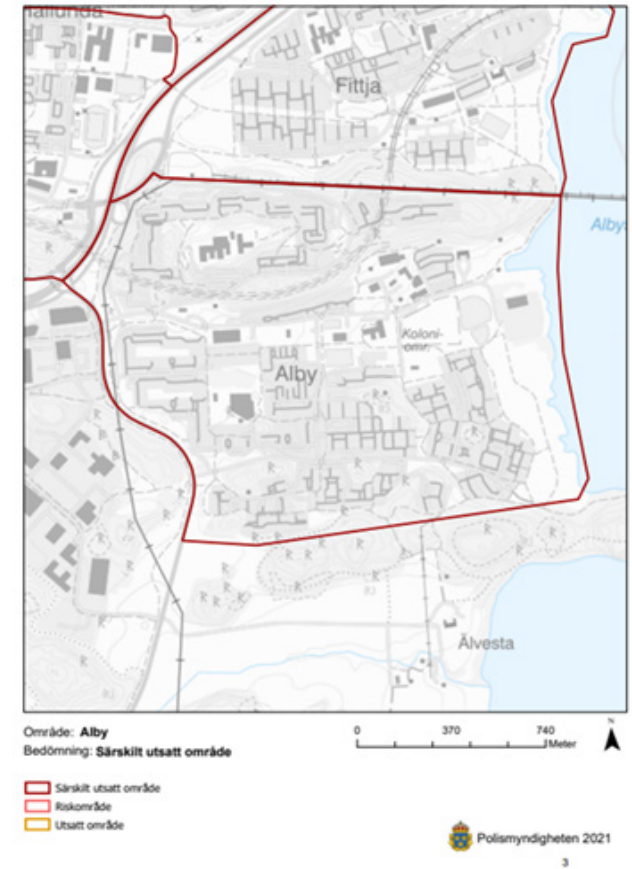 Fittja
Alby
Koloni-
omr.
Alby
Älvesta
Område: Alby
Bedömning: Särskilt utsatt område
0 370 740
Meter
N
Särskilt utsatt område
Riskområde
Utsatt område
Polismyndigheten 2021
3